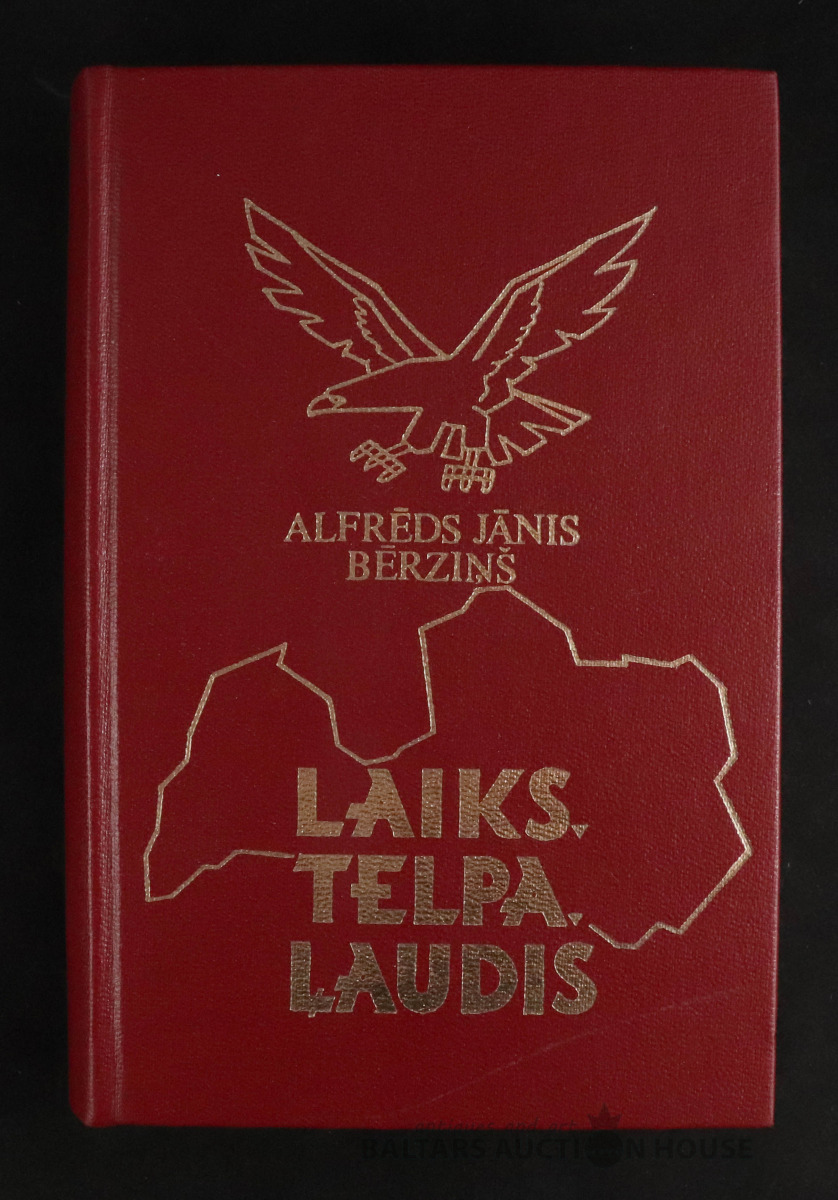 ALFRĒDS JĀNIS
BĒRZIŅŠ
LAIKS.
TELPA.
ĻAUDIS
BALTARS AUCTION HOUSE